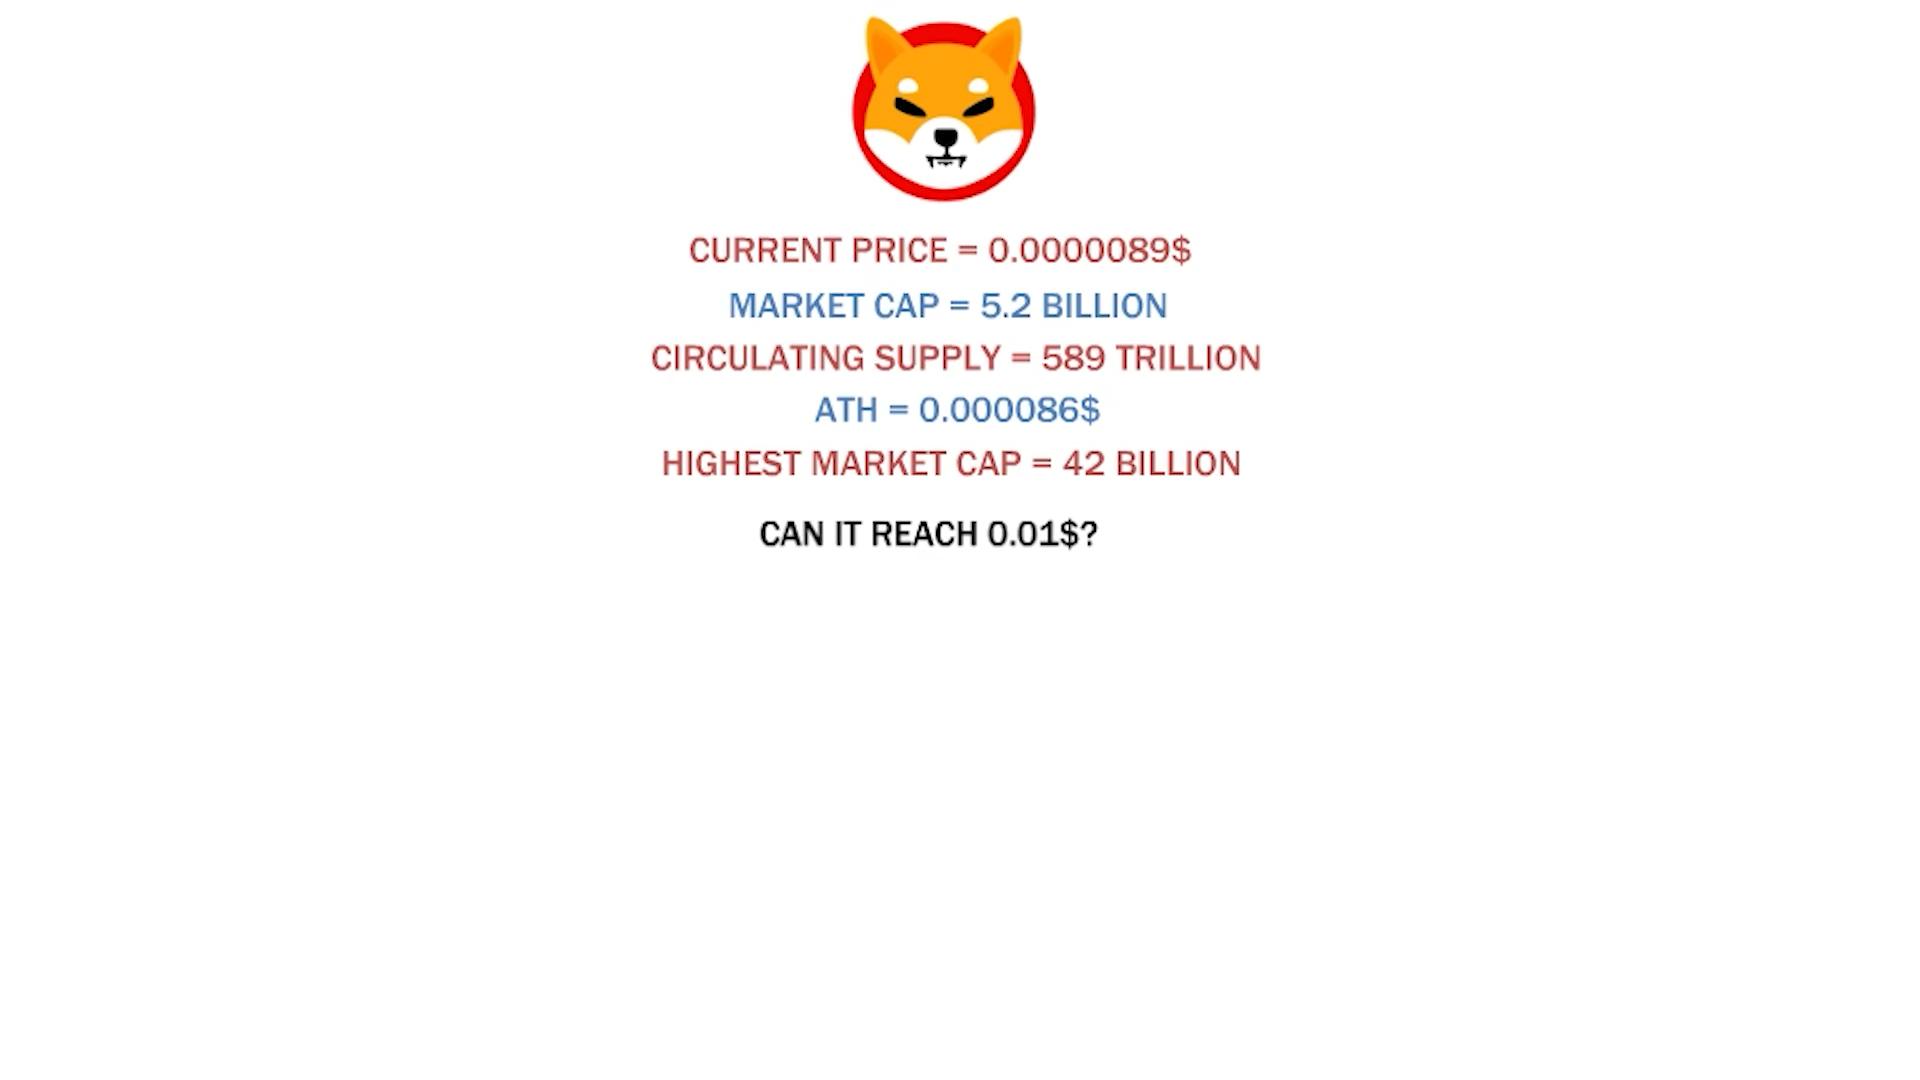 CURRENT PRICE = 0.0000089$
MARKET CAP = 5.2 BILLION
CIRCULATING SUPPLY = 589 TRILLION
ATH = 0.000086$
HIGHEST MARKET CAP = 42 BILLION
CAN IT REACH 0.01$?